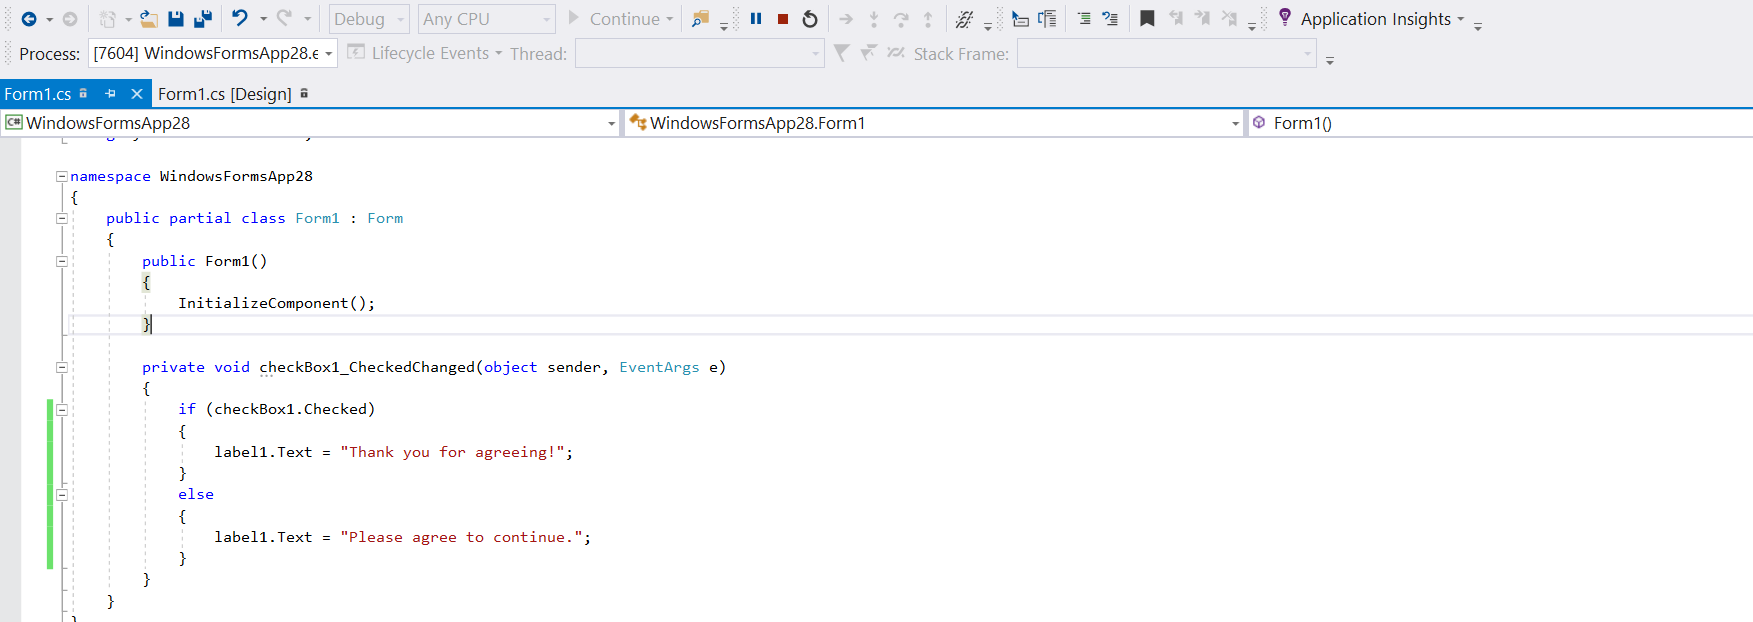 Debug Any CPU Continue Application Insights
Process: [7604] WindowsFormsApp28.e Lifecycle Events Thread: Stack Frame:
Form1.cs Form1.cs [Design]
C# WindowsFormsApp28 WindowsFormsApp28.Form1 Form1()
namespace WindowsFormsApp28
{
public partial class Form1 : Form
{
public Form1()
{
InitializeComponent();
}
private void checkBox1_CheckedChanged(object sender, EventArgs e)
{
if (checkBox1.Checked)
{
label1.Text = "Thank you for agreeing!";
}
else
{
label1.Text = "Please agree to continue.";
}
}
}
}